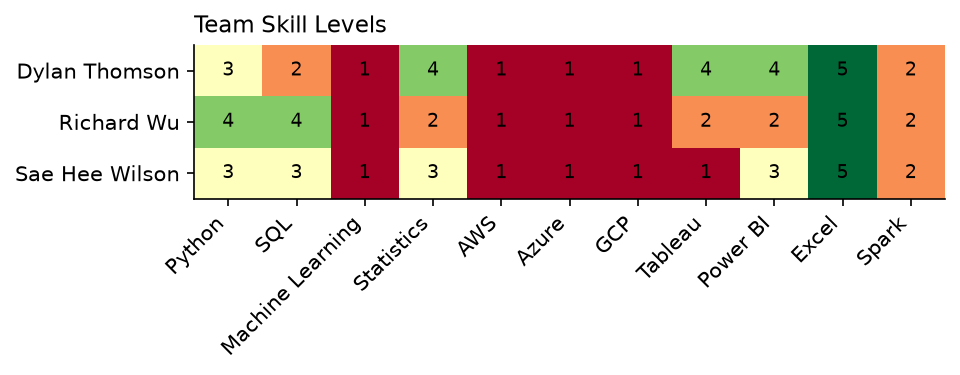 Team Skill Levels
Dylan Thomson 3 2 1 4 1 1 1 4 4 5 2
Richard Wu 4 4 1 2 1 1 1 2 2 5 2
Sae Hee Wilson 3 3 1 3 1 1 1 1 3 5 2
Python SQL Machine Learning Statistics AWS Azure GCP Tableau Power BI Excel Spark